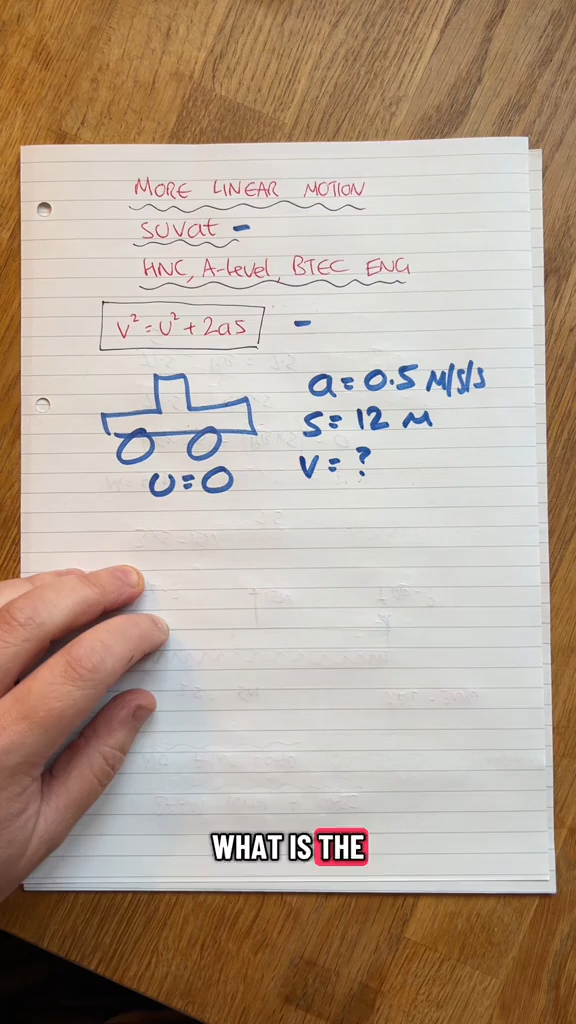 MORE LINEAR MOTION
SUVat -
HNC, A-Level, BTEC ENG
v² = u² + 2as -
a = 0.5 M/s/s
s = 12 M
u = 0
v = ?
WHAT IS THE